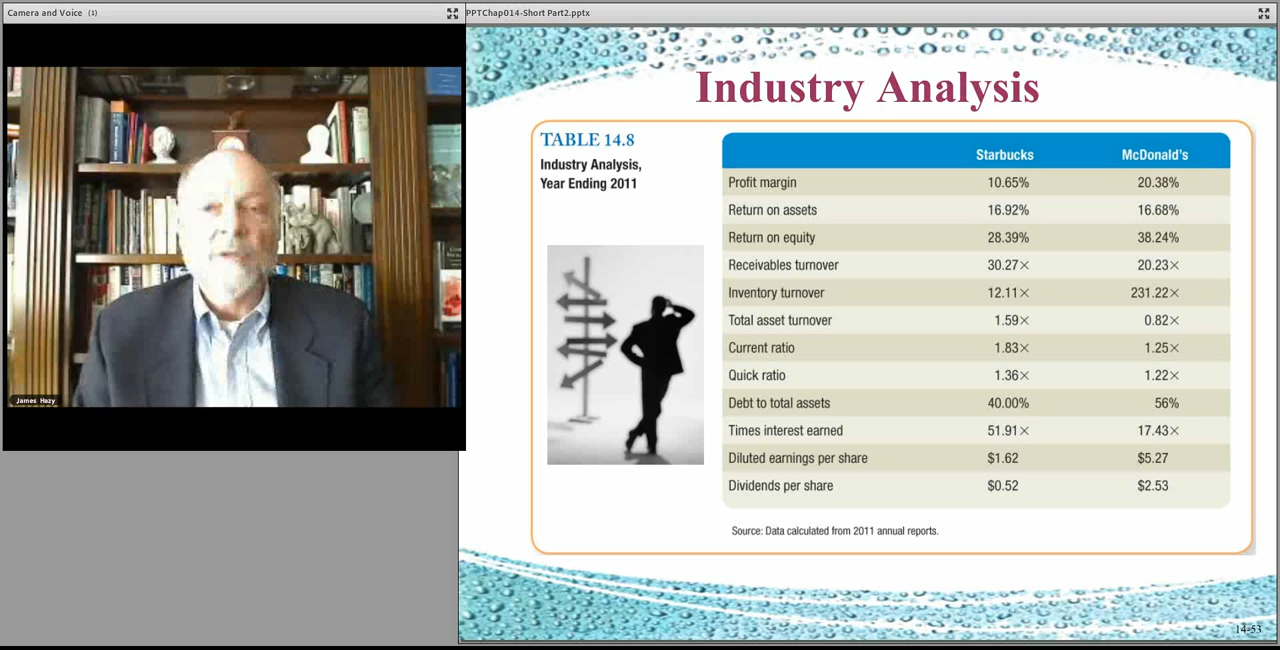 Camera and Voice (1)
PPTChap014-Short Part2.pptx
James Hazy
Industry Analysis
TABLE 14.8
Industry Analysis,
Year Ending 2011
Starbucks McDonald's
Profit margin 10.65% 20.38%
Return on assets 16.92% 16.68%
Return on equity 28.39% 38.24%
Receivables turnover 30.27× 20.23×
Inventory turnover 12.11× 231.22×
Total asset turnover 1.59× 0.82×
Current ratio 1.83× 1.25×
Quick ratio 1.36× 1.22×
Debt to total assets 40.00% 56%
Times interest earned 51.91× 17.43×
Diluted earnings per share $1.62 $5.27
Dividends per share $0.52 $2.53
Source: Data calculated from 2011 annual reports.
14-53